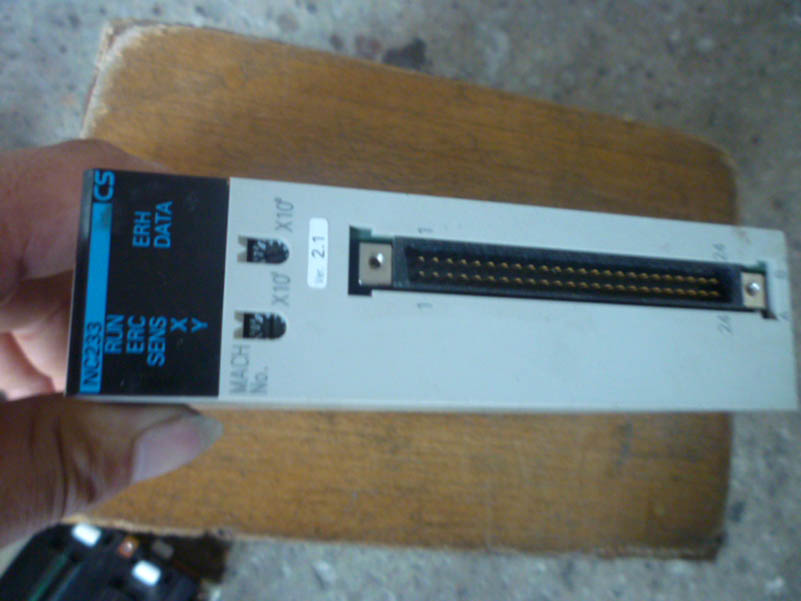 NC233
CS
RUN
ERC
ERH
SENS
DATA
X
Y
MACH
No.
X10¹
X10⁰
Ver. 2.1
1
1
24
24
B
A